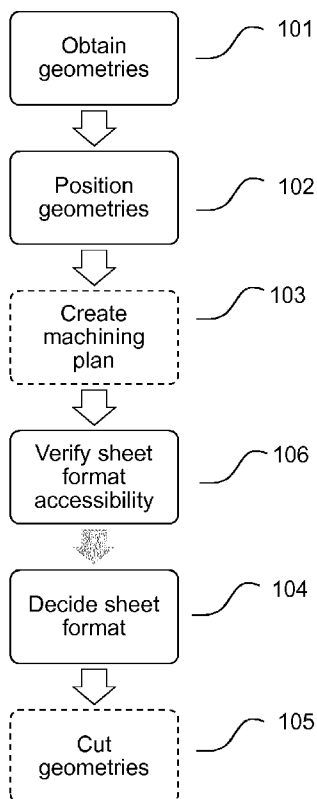 Obtain
geometries
101
Position
geometries
102
Create
machining
plan
103
Verify sheet
format
accessibility
106
Decide sheet
format
104
Cut
geometries
105